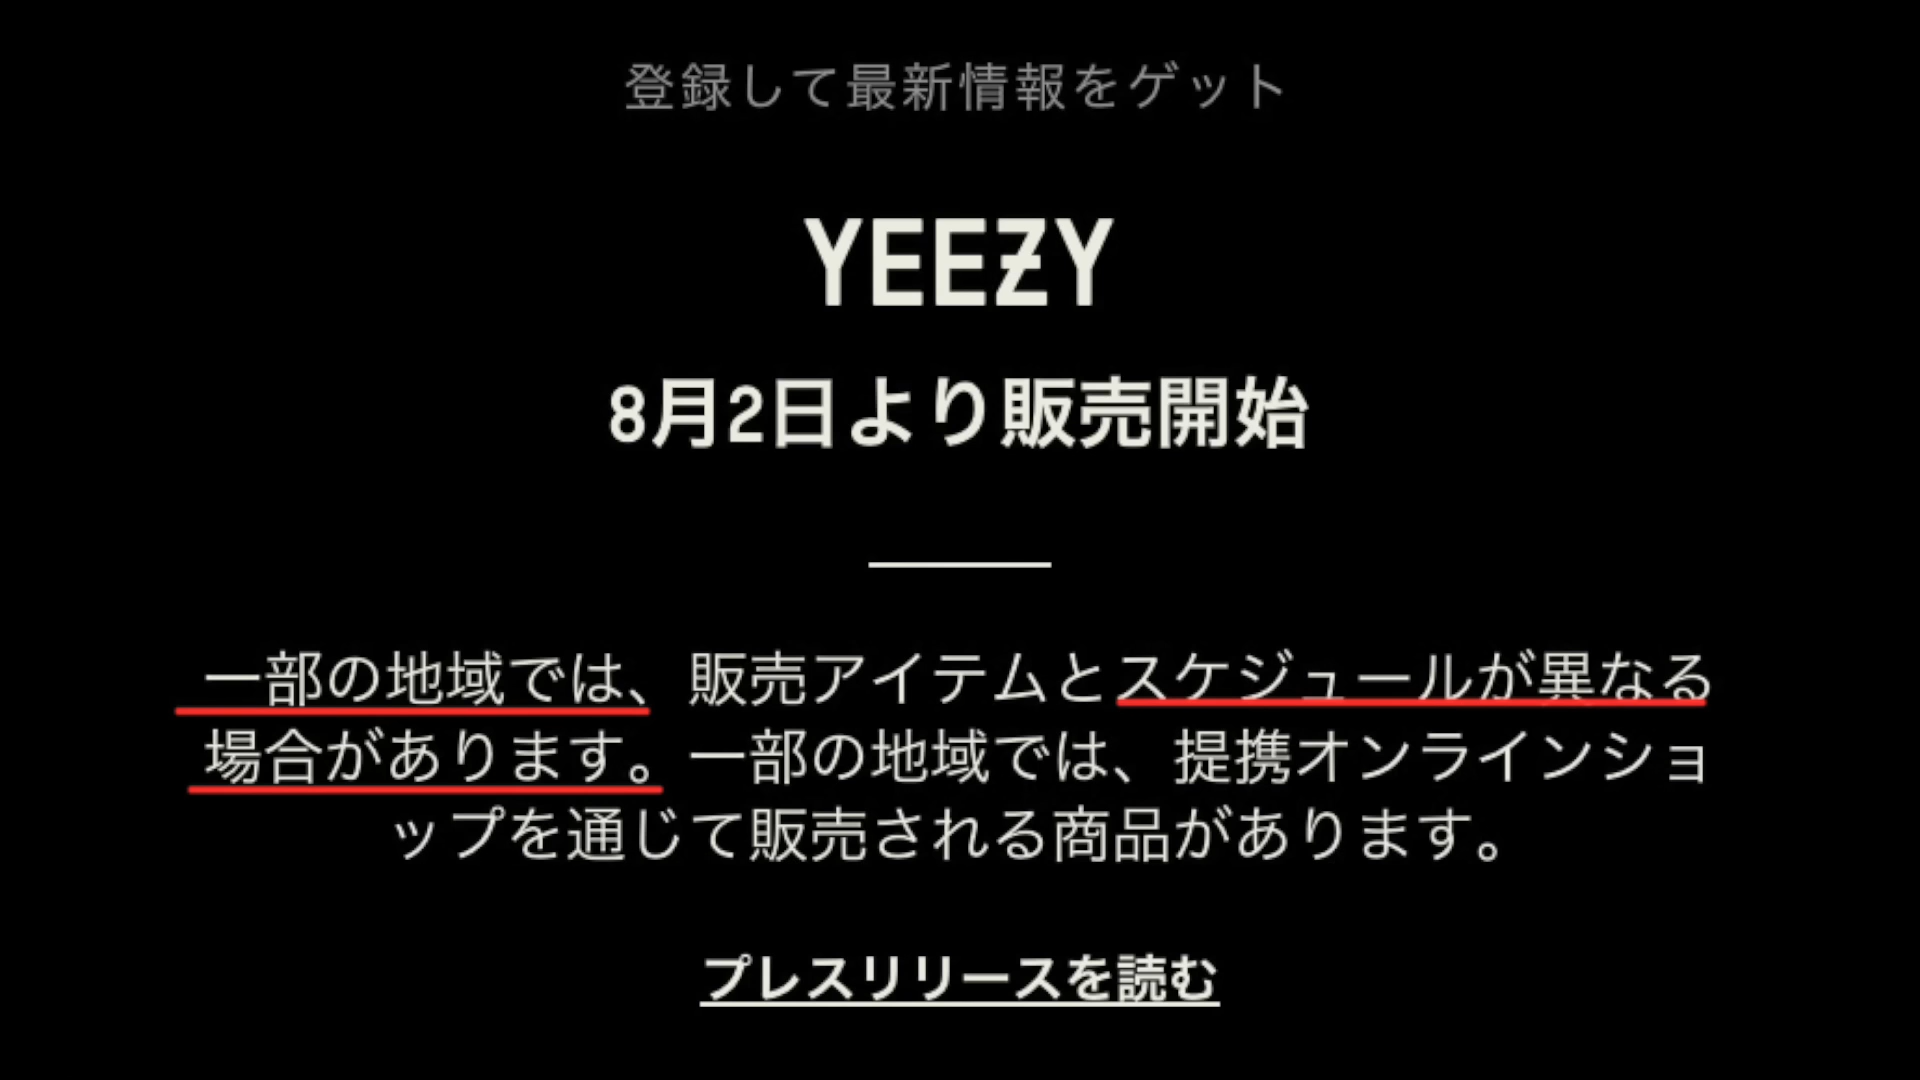 登録して最新情報をゲット
YEEZY
8月2日より販売開始
一部の地域では、販売アイテムとスケジュールが異なる
場合があります。一部の地域では、提携オンラインショ
ップを通じて販売される商品があります。
プレスリリースを読む